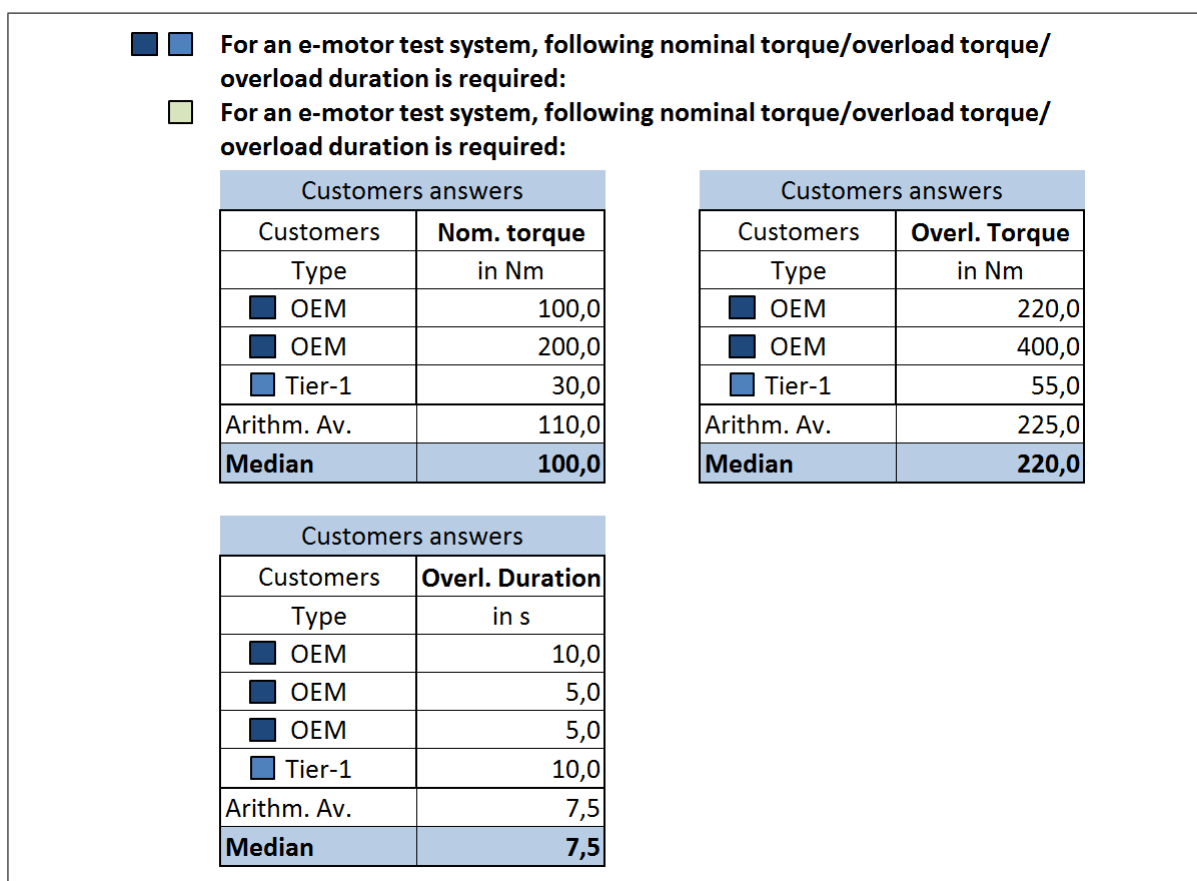 For an e-motor test system, following nominal torque/overload torque/
overload duration is required:
For an e-motor test system, following nominal torque/overload torque/
overload duration is required:
Customers answers
Customers Nom. torque
Type in Nm
OEM 100,0
OEM 200,0
Tier-1 30,0
Arithm. Av. 110,0
Median 100,0
Customers answers
Customers Overl. Torque
Type in Nm
OEM 220,0
OEM 400,0
Tier-1 55,0
Arithm. Av. 225,0
Median 220,0
Customers answers
Customers Overl. Duration
Type in s
OEM 10,0
OEM 5,0
OEM 5,0
Tier-1 10,0
Arithm. Av. 7,5
Median 7,5